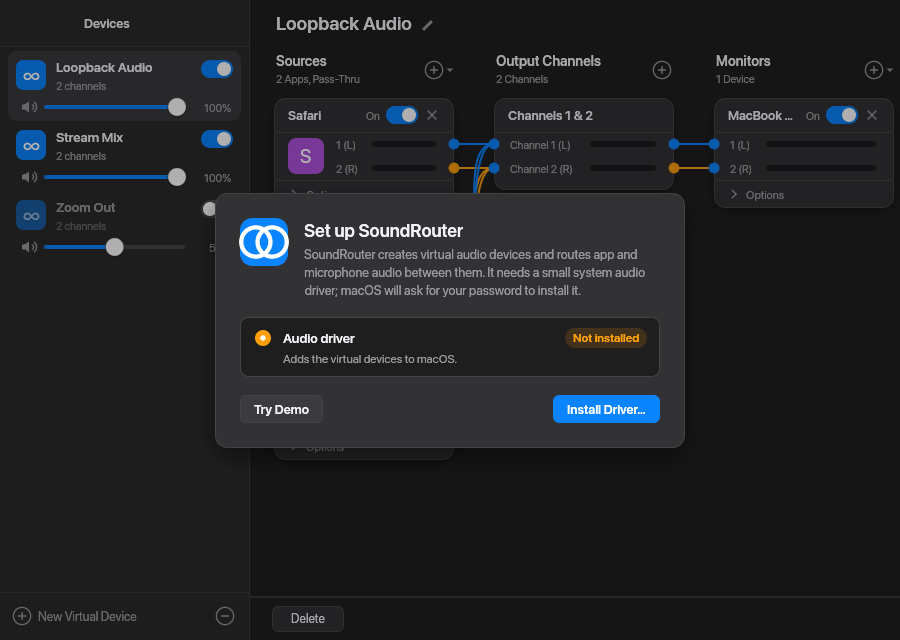 Devices
Loopback Audio
2 channels
100%
Stream Mix
2 channels
100%
Zoom Out
2 channels
New Virtual Device
Loopback Audio
Sources
2 Apps, Pass-Thru
Output Channels
2 Channels
Monitors
1 Device
Safari
On
S
1 (L)
2 (R)
Channels 1 & 2
Channel 1 (L)
Channel 2 (R)
MacBook ...
On
1 (L)
2 (R)
Options
Set up SoundRouter
SoundRouter creates virtual audio devices and routes app and
microphone audio between them. It needs a small system audio
driver; macOS will ask for your password to install it.
Audio driver
Not installed
Adds the virtual devices to macOS.
Try Demo
Install Driver...
Options
Delete